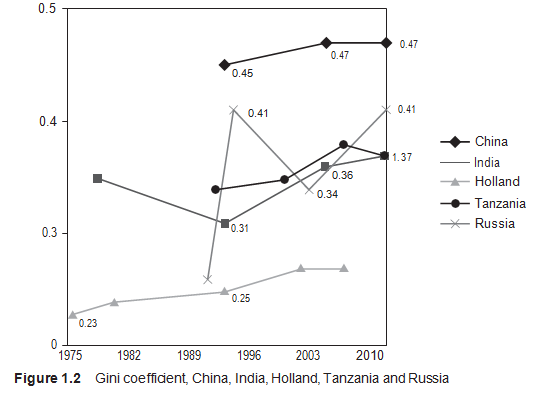 0.5
0.4
0.3
0
0.45
0.47
0.47
0.41
0.41
0.34
0.36
1.37
0.31
0.25
0.23
1975 1982 1989 1996 2003 2010
China
India
Holland
Tanzania
Russia
Figure 1.2 Gini coefficient, China, India, Holland, Tanzania and Russia